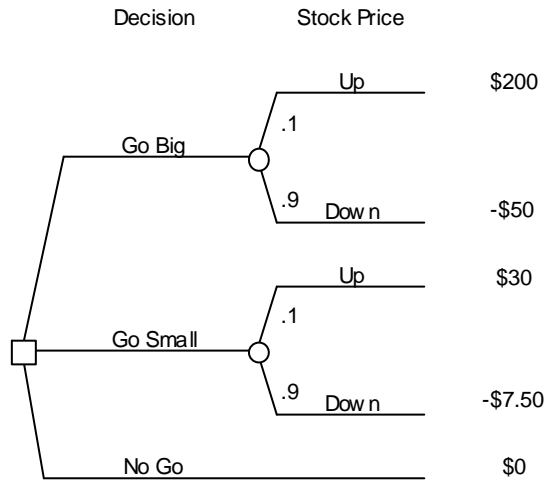 Decision Stock Price
Up $200
.1
Go Big
.9
Down -$50
Up $30
.1
Go Small
.9
Down -$7.50
No Go $0